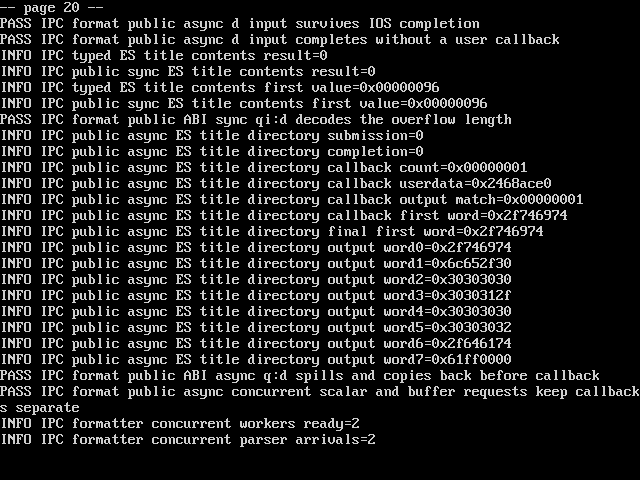 -- page 20 --
PASS IPC format public async d input survives IOS completion
PASS IPC format public async d input completes without a user callback
INFO IPC typed ES title contents result=0
INFO IPC public sync ES title contents result=0
INFO IPC typed ES title contents first value=0x00000096
INFO IPC public sync ES title contents first value=0x00000096
PASS IPC format public ABI sync qi:d decodes the overflow length
INFO IPC public async ES title directory submission=0
INFO IPC public async ES title directory completion=0
INFO IPC public async ES title directory callback count=0x00000001
INFO IPC public async ES title directory callback userdata=0x2468ace0
INFO IPC public async ES title directory callback output match=0x00000001
INFO IPC public async ES title directory callback first word=0x2f746974
INFO IPC public async ES title directory final first word=0x2f746974
INFO IPC public async ES title directory output word0=0x2f746974
INFO IPC public async ES title directory output word1=0x6c652f30
INFO IPC public async ES title directory output word2=0x30303030
INFO IPC public async ES title directory output word3=0x3030312f
INFO IPC public async ES title directory output word4=0x30303030
INFO IPC public async ES title directory output word5=0x30303032
INFO IPC public async ES title directory output word6=0x2f646174
INFO IPC public async ES title directory output word7=0x61ff0000
PASS IPC format public ABI async q:d spills and copies back before callback
PASS IPC format public async concurrent scalar and buffer requests keep callback
s separate
INFO IPC formatter concurrent workers ready=2
INFO IPC formatter concurrent parser arrivals=2